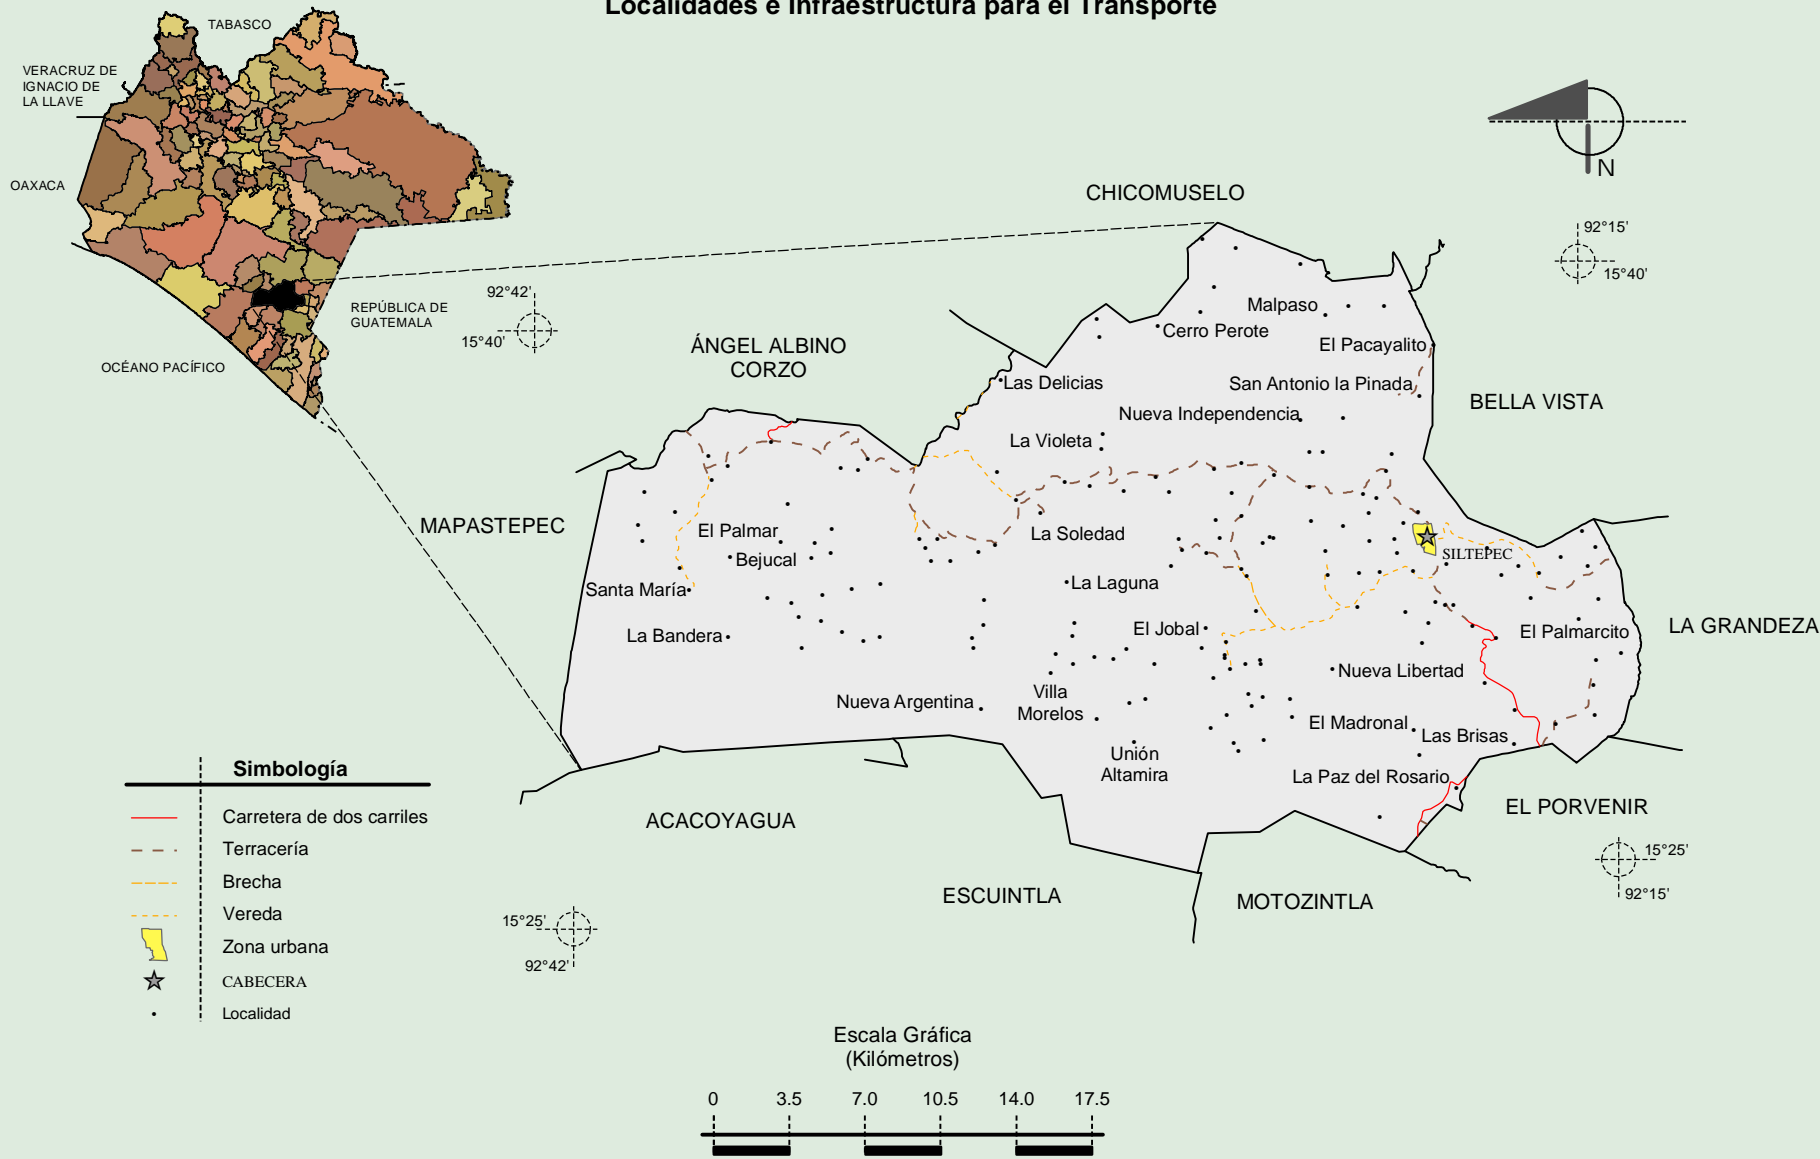 Localidades e Infraestructura para el Transporte
TABASCO
VERACRUZ DE
IGNACIO DE
LA LLAVE
OAXACA
REPÚBLICA DE
GUATEMALA
OCÉANO PACÍFICO
N
92°15'
15°40'
92°42'
15°40'
CHICOMUSELO
ÁNGEL ALBINO
CORZO
BELLA VISTA
MAPASTEPEC
LA GRANDEZA
ACACOYAGUA
EL PORVENIR
ESCUINTLA
MOTOZINTLA
Malpaso
Cerro Perote
El Pacayalito
Las Delicias
San Antonio la Pinada
Nueva Independencia
La Violeta
El Palmar
La Soledad
Bejucal
SILTEPEC
Santa María
La Laguna
La Bandera
El Jobal
El Palmarcito
Nueva Libertad
Nueva Argentina
Villa
Morelos
El Madronal
Las Brisas
Unión
Altamira
La Paz del Rosario
15°25'
92°15'
15°25'
92°42'
Simbología
Carretera de dos carriles
Terracería
Brecha
Vereda
Zona urbana
CABECERA
Localidad
Escala Gráfica
(Kilómetros)
0 3.5 7.0 10.5 14.0 17.5